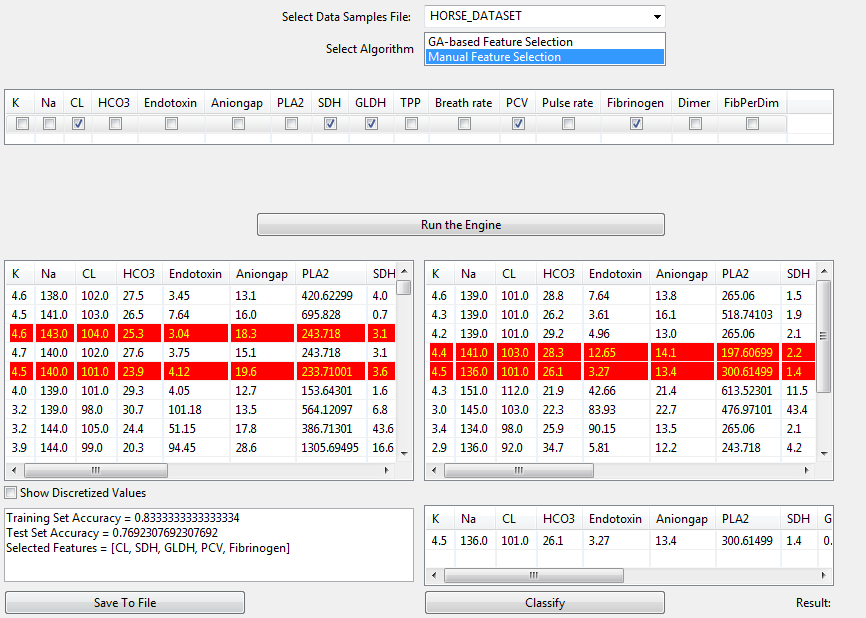 Select Data Samples File: HORSE_DATASET
Select Algorithm
GA-based Feature Selection
Manual Feature Selection
K Na CL HCO3 Endotoxin Aniongap PLA2 SDH GLDH TPP Breath rate PCV Pulse rate Fibrinogen Dimer FibPerDim
Run the Engine
K Na CL HCO3 Endotoxin Aniongap PLA2 SDH
4.6 138.0 102.0 27.5 3.45 13.1 420.62299 4.0
4.5 141.0 103.0 26.5 7.64 16.0 695.828 0.7
4.6 143.0 104.0 25.3 3.04 18.3 243.718 3.1
4.7 140.0 102.0 27.6 3.75 15.1 243.718 3.1
4.5 140.0 101.0 23.9 4.12 19.6 233.71001 3.6
4.0 139.0 101.0 29.3 4.05 12.7 153.64301 1.6
3.2 139.0 98.0 30.7 101.18 13.5 564.12097 6.8
3.2 144.0 105.0 24.4 51.15 17.8 386.71301 43.6
3.9 144.0 99.0 20.3 94.45 28.6 1305.69495 16.6
K Na CL HCO3 Endotoxin Aniongap PLA2 SDH
4.6 139.0 101.0 28.8 7.64 13.8 265.06 1.5
4.3 139.0 101.0 26.2 3.61 16.1 518.74103 1.9
4.2 139.0 101.0 29.2 4.96 13.0 265.06 2.1
4.4 141.0 103.0 28.3 12.65 14.1 197.60699 2.2
4.5 136.0 101.0 26.1 3.27 13.4 300.61499 1.4
4.3 151.0 112.0 21.9 42.66 21.4 613.52301 11.5
3.0 145.0 103.0 22.3 83.93 22.7 476.97101 43.4
3.4 134.0 98.0 25.9 90.15 13.5 265.06 2.1
2.9 136.0 92.0 34.7 5.81 12.2 243.718 4.2
Show Discretized Values
Training Set Accuracy = 0.8333333333333334
Test Set Accuracy = 0.7692307692307692
Selected Features = [CL, SDH, GLDH, PCV, Fibrinogen]
K Na CL HCO3 Endotoxin Aniongap PLA2 SDH G
4.5 136.0 101.0 26.1 3.27 13.4 300.61499 1.4 0.
Save To File
Classify
Result: